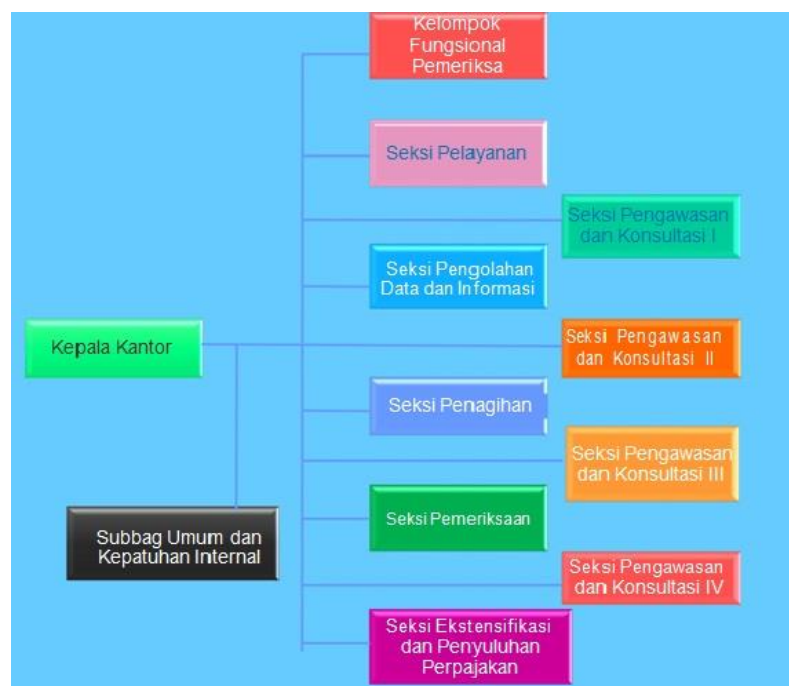 Kelompok
Fungsional
Pemeriksa
Seksi Pelayanan
Seksi Pengawasan
dan Konsultasi I
Seksi Pengolahan
Data dan Informasi
Kepala Kantor
Seksi Pengawasan
dan Konsultasi II
Seksi Penagihan
Seksi Pengawasan
dan Konsultasi III
Seksi Pemeriksaan
Subbag Umum dan
Kepatuhan Internal
Seksi Pengawasan
dan Konsultasi IV
Seksi Ekstensifikasi
dan Penyuluhan
Perpajakan